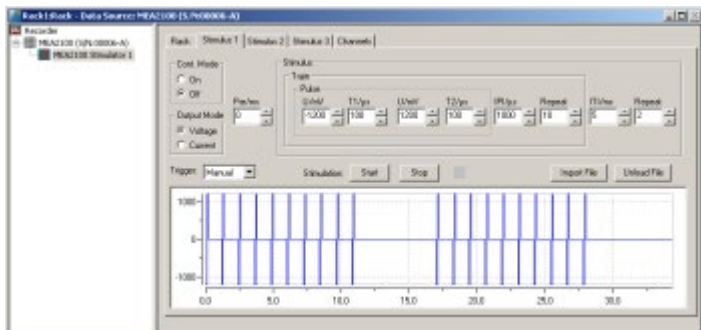 Rack1:Rack - Data Source: MEA2100 (S/N:00006-A)
Recorder
MEA2100 (S/N:00006-A)
MEA2100 Stimulator 1
Rack Stimulus 1 Stimulus 2 Stimulus 3 Channels
Cont. Mode
On
Off
Output Mode
Voltage
Current
Stimulus
Train
Pulse
Pre/ms U/mV T1/µs U/mV T2/µs IPI/µs Repeat ITI/ms Repeat
0 -1200 100 1200 100 1000 10 5 2
Trigger: Manual Stimulation: Start Stop Import File Unload File
1000
0
-1000
0.0 5.0 10.0 15.0 20.0 25.0 30.0